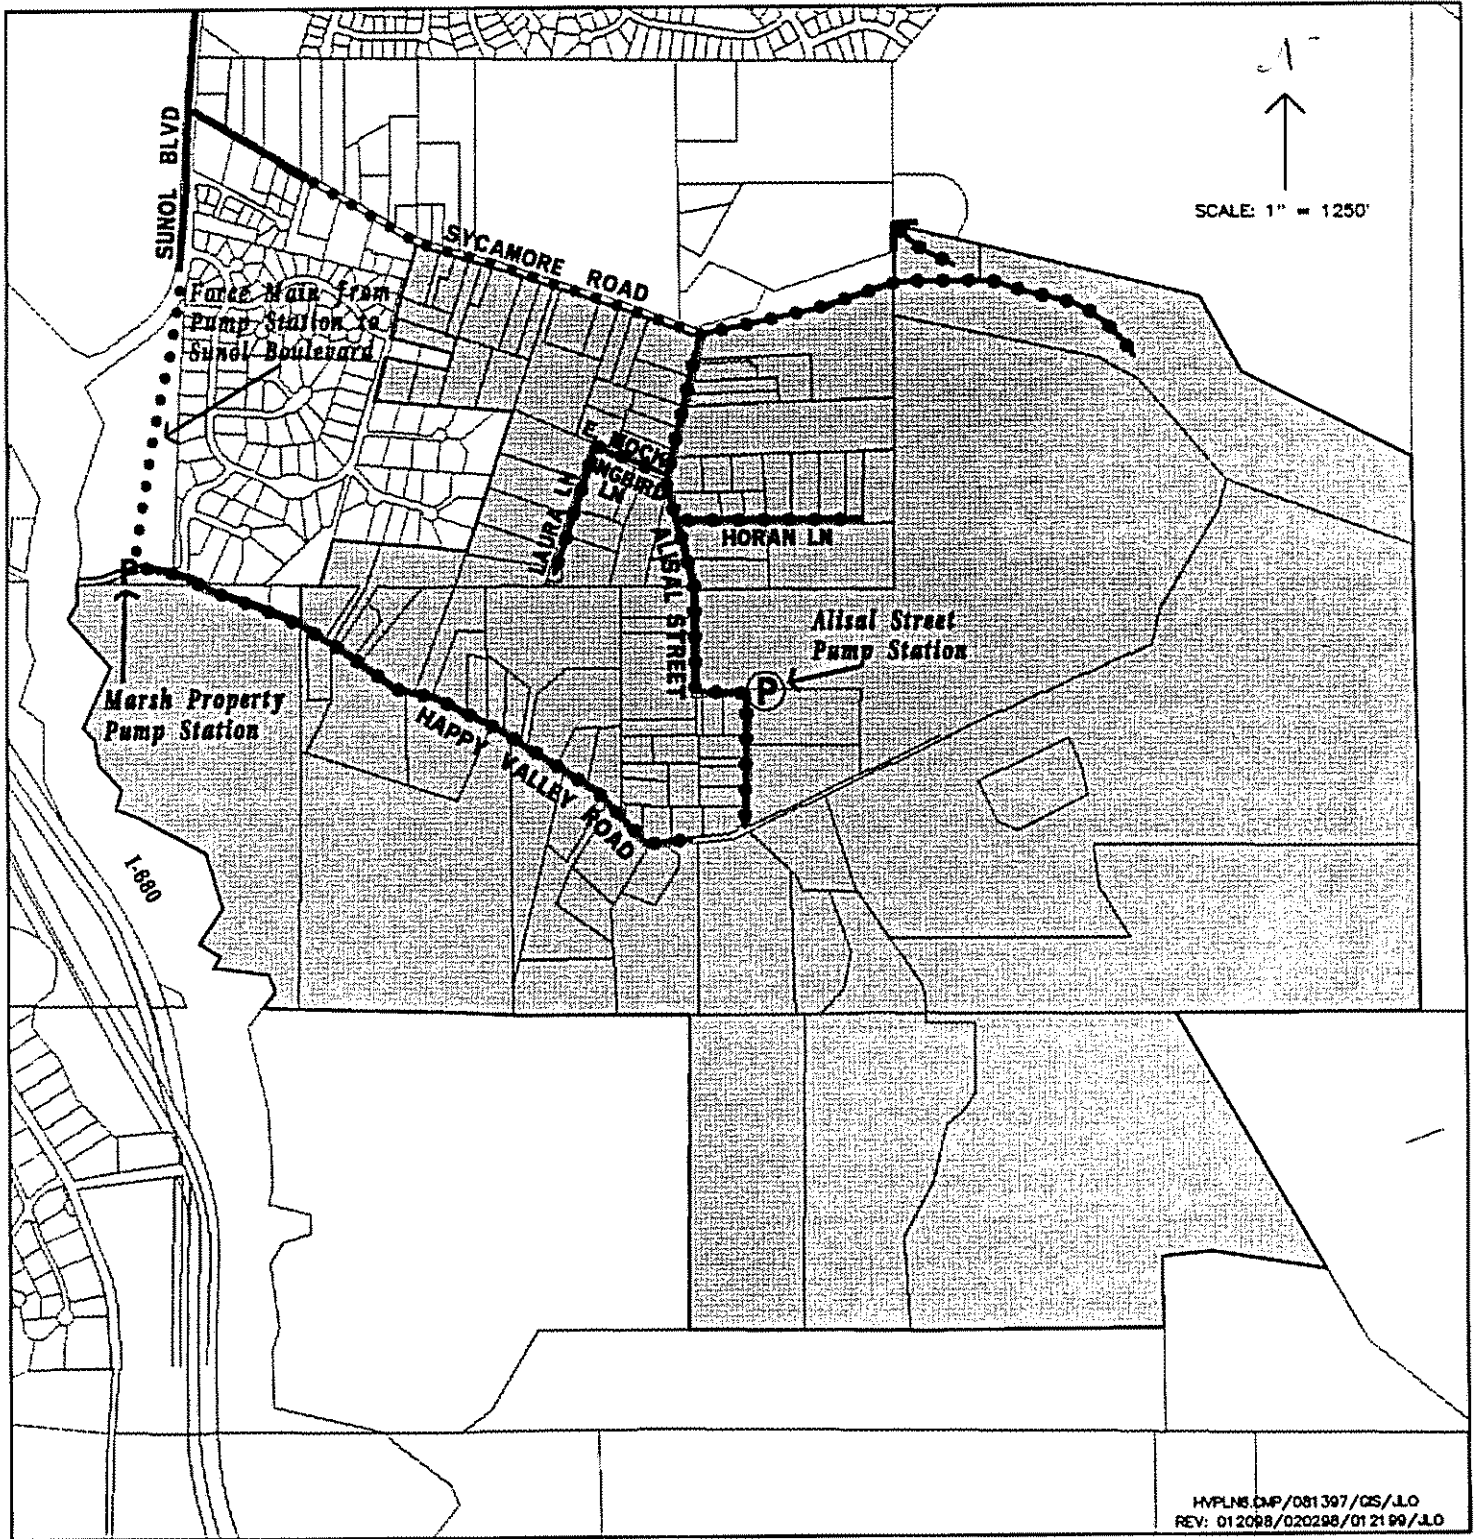 N
SCALE: 1" = 1250'
SUNOL BLVD
SYCAMORE ROAD
Force Main from
Pump Station to
Sunol Boulevard
E. MOCK
INGBIRD
LN
LAURA LN
HORAN LN
ALISAL STREET
Alisal Street
Pump Station
P
P
Marsh Property
Pump Station
HAPPY VALLEY ROAD
I-680
HVPLN6.CMP/081397/GIS/JLO
REV: 012098/020298/012199/JLO